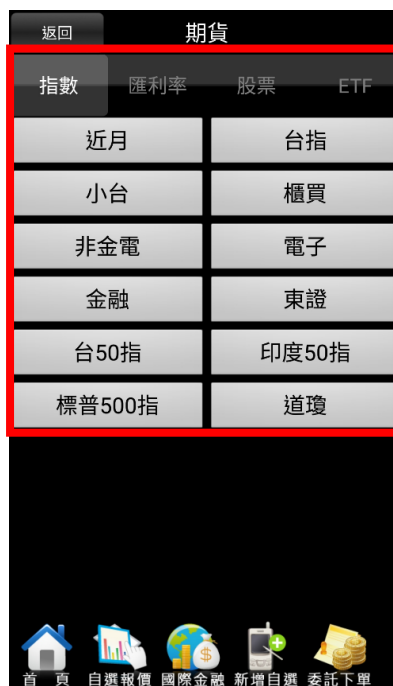 返回 期貨
指數 匯利率 股票 ETF
近月 台指
小台 櫃買
非金電 電子
金融 東證
台50指 印度50指
標普500指 道瓊
首 頁 自選報價 國際金融 新增自選 委託下單